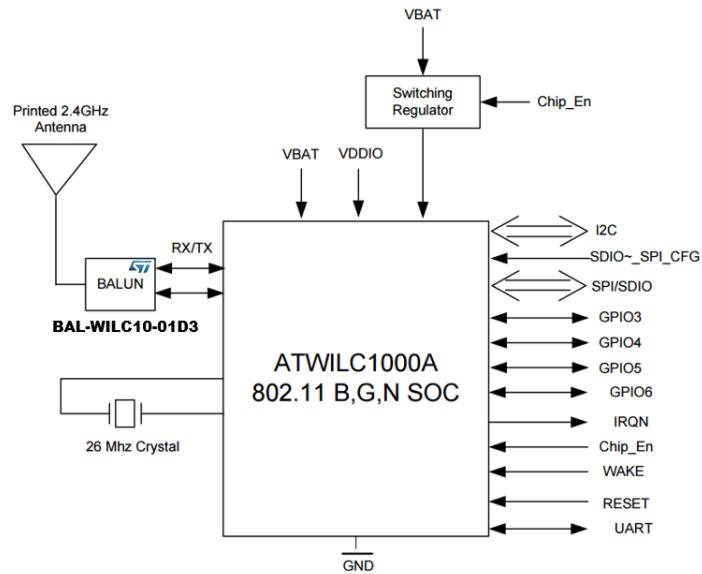 VBAT
Switching
Regulator
Chip_En
Printed 2.4GHz
Antenna
VBAT
VDDIO
RX/TX
ST
BALUN
BAL-WILC10-01D3
ATWILC1000A
802.11 B,G,N SOC
26 Mhz Crystal
I2C
SDIO~_SPI_CFG
SPI/SDIO
GPIO3
GPIO4
GPIO5
GPIO6
IRQN
Chip_En
WAKE
RESET
UART
GND